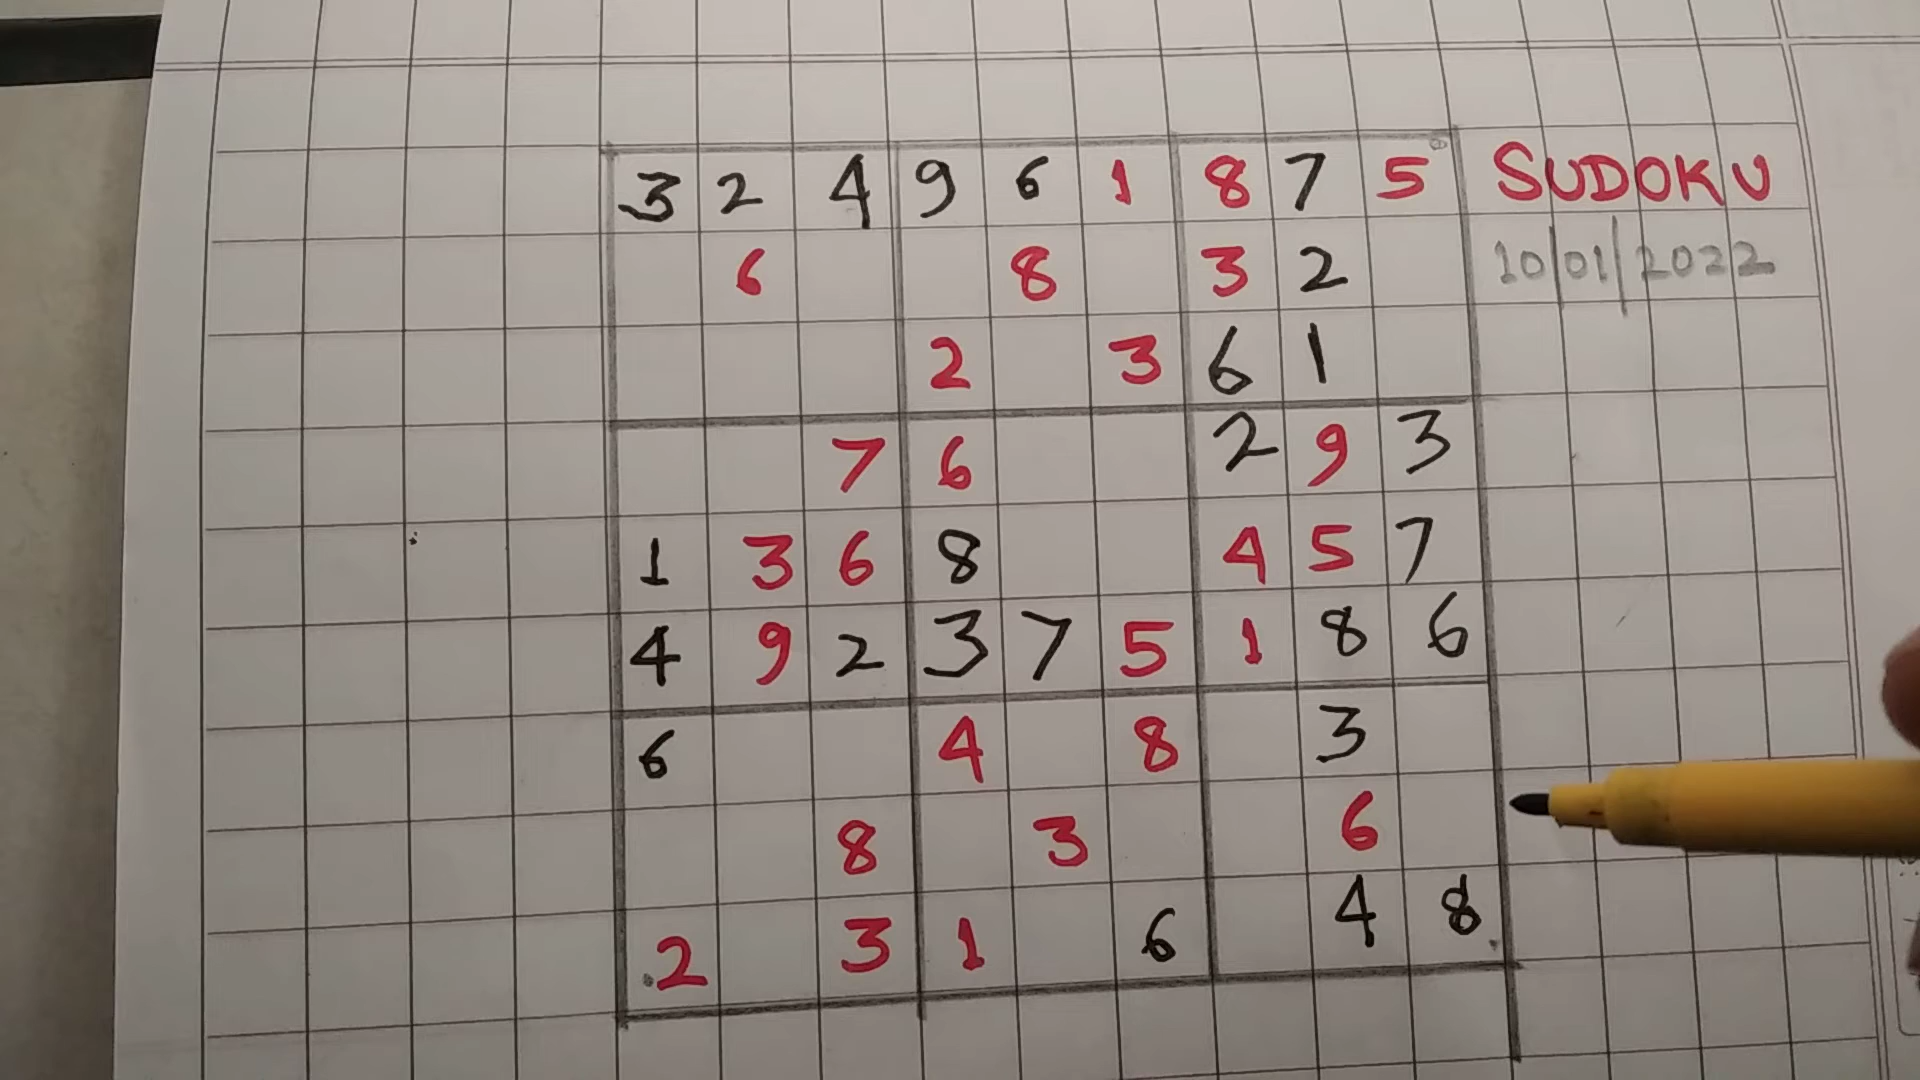 3 2 4 9 6 1 8 7 5 SUDOKU
6 8 3 2 10/01/2022
2 3 6 1
7 6 2 9 3
1 3 6 8 4 5 7
4 9 2 3 7 5 1 8 6
6 4 8 3
8 3 6
2 3 1 6 4 8